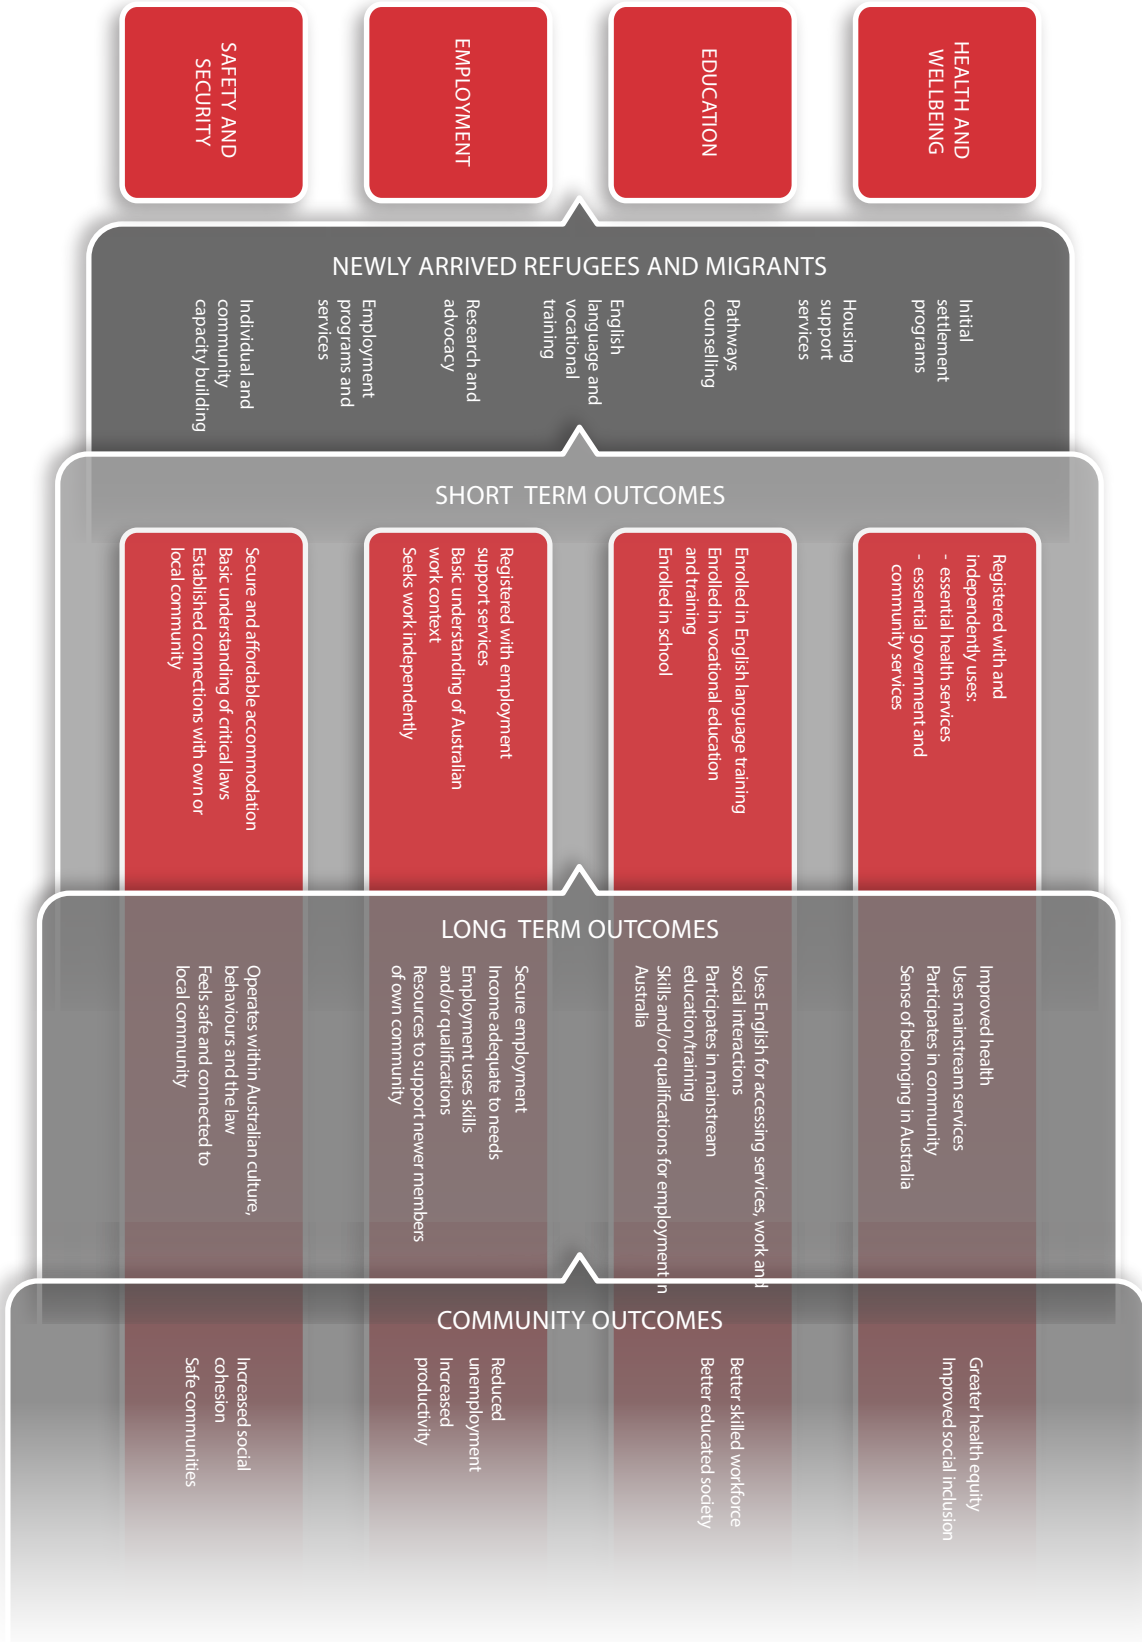 HEALTH AND
WELLBEING
EDUCATION
EMPLOYMENT
SAFETY AND
SECURITY
NEWLY ARRIVED REFUGEES AND MIGRANTS
Initial
settlement
programs
Housing
support
services
Pathways
counselling
English
language and
vocational
training
Research and
advocacy
Employment
programs and
services
Individual and
community
capacity building
SHORT TERM OUTCOMES
Registered with and
independently uses:
- essential health services
- essential government and
community services
Enrolled in English language training
Enrolled in vocational education
and training
Enrolled in school
Registered with employment
support services
Basic understanding of Australian
work context
Seeks work independently
Secure and affordable accommodation
Basic understanding of critical laws
Established connections with own or
local community
LONG TERM OUTCOMES
Improved health
Uses mainstream services
Participates in community
Sense of belonging in Australia
Uses English for accessing services, work and
social interactions
Participates in mainstream
education/training
Skills and/or qualifications for employment in
Australia
Secure employment
Income adequate to needs
Employment uses skills
and/or qualifications
Resources to support newer members
of own community
Operates within Australian culture,
behaviours and the law
Feels safe and connected to
local community
COMMUNITY OUTCOMES
Greater health equity
Improved social inclusion
Better skilled workforce
Better educated society
Reduced
unemployment
Increased
productivity
Increased social
cohesion
Safe communities